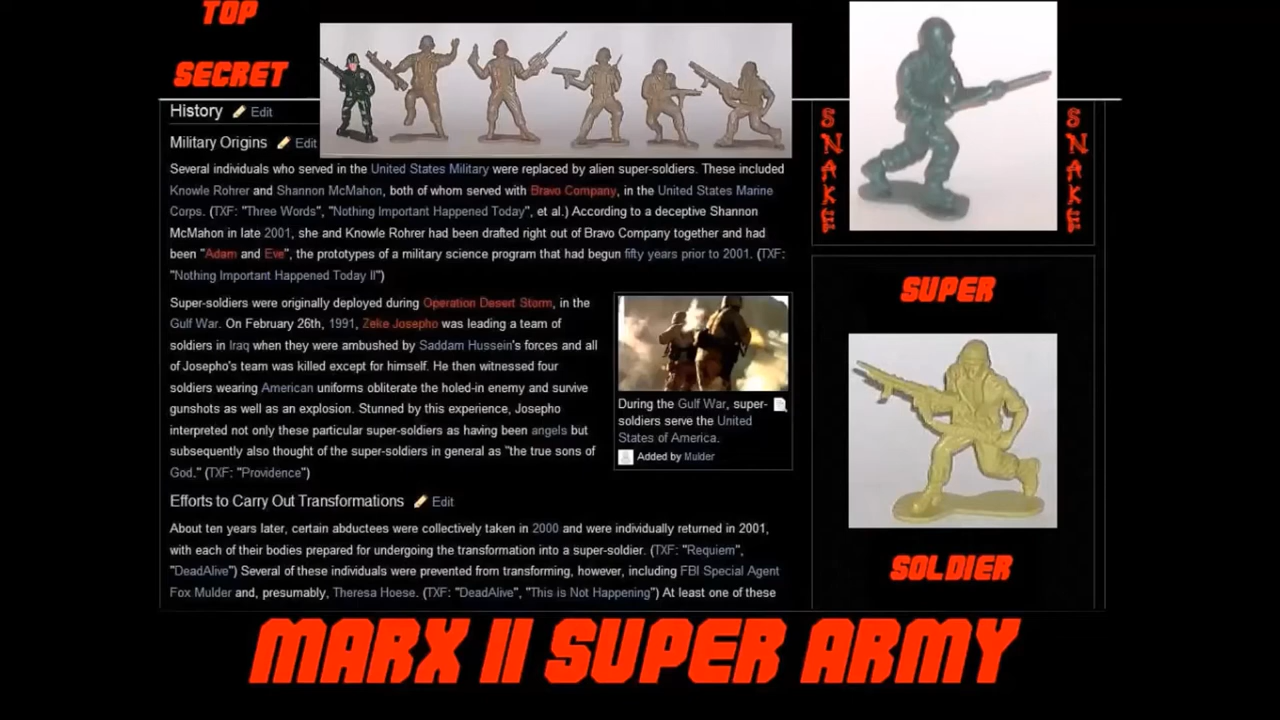 TOP
SECRET
History Edit
Military Origins Edit
Several individuals who served in the United States Military were replaced by alien super-soldiers. These included
Knowle Rohrer and Shannon McMahon, both of whom served with Bravo Company, in the United States Marine
Corps. (TXF: "Three Words", "Nothing Important Happened Today", et al.) According to a deceptive Shannon
McMahon in late 2001, she and Knowle Rohrer had been drafted right out of Bravo Company together and had
been "Adam and Eve", the prototypes of a military science program that had begun fifty years prior to 2001. (TXF:
"Nothing Important Happened Today II")
Super-soldiers were originally deployed during Operation Desert Storm, in the
Gulf War. On February 26th, 1991, Zeke Josepho was leading a team of
soldiers in Iraq when they were ambushed by Saddam Hussein's forces and all
of Josepho's team was killed except for himself. He then witnessed four
soldiers wearing American uniforms obliterate the holed-in enemy and survive
gunshots as well as an explosion. Stunned by this experience, Josepho
interpreted not only these particular super-soldiers as having been angels but
subsequently also thought of the super-soldiers in general as "the true sons of
God." (TXF: "Providence")
During the Gulf War, super-
soldiers serve the United
States of America.
Added by Mulder
Efforts to Carry Out Transformations Edit
About ten years later, certain abductees were collectively taken in 2000 and were individually returned in 2001,
with each of their bodies prepared for undergoing the transformation into a super-soldier. (TXF: "Requiem",
"DeadAlive") Several of these individuals were prevented from transforming, however, including FBI Special Agent
Fox Mulder and, presumably, Theresa Hoese. (TXF: "DeadAlive", "This is Not Happening") At least one of these
SNAKE
SNAKE
SUPER
SOLDIER
MARX II SUPER ARMY